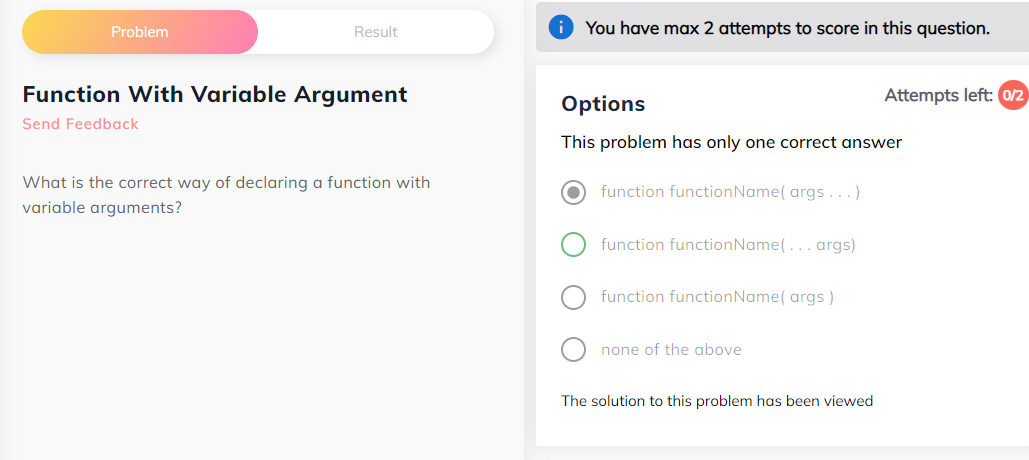 Problem
Result
Function With Variable Argument
Send Feedback
What is the correct way of declaring a function with
variable arguments?
i
You have max 2 attempts to score in this question.
Options
Attempts left: 0/2
This problem has only one correct answer
function functionName( args . . . )
function functionName( . . . args)
function functionName( args )
none of the above
The solution to this problem has been viewed